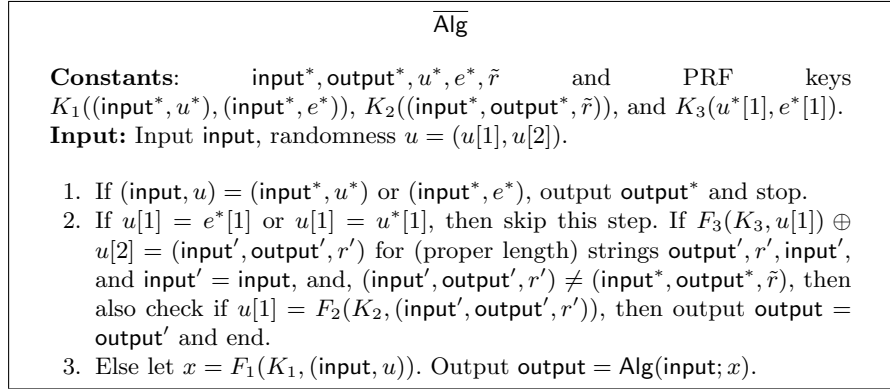 Alg
Constants: input*, output*, u*, e*, r̃ and PRF keys
K₁((input*, u*), (input*, e*)), K₂((input*, output*, r̃)), and K₃(u*[1], e*[1]).
Input: Input input, randomness u = (u[1], u[2]).
1. If (input, u) = (input*, u*) or (input*, e*), output output* and stop.
2. If u[1] = e*[1] or u[1] = u*[1], then skip this step. If F₃(K₃, u[1]) ⊕
u[2] = (input′, output′, r′) for (proper length) strings output′, r′, input′,
and input′ = input, and, (input′, output′, r′) ≠ (input*, output*, r̃), then
also check if u[1] = F₂(K₂, (input′, output′, r′)), then output output =
output′ and end.
3. Else let x = F₁(K₁, (input, u)). Output output = Alg(input; x).